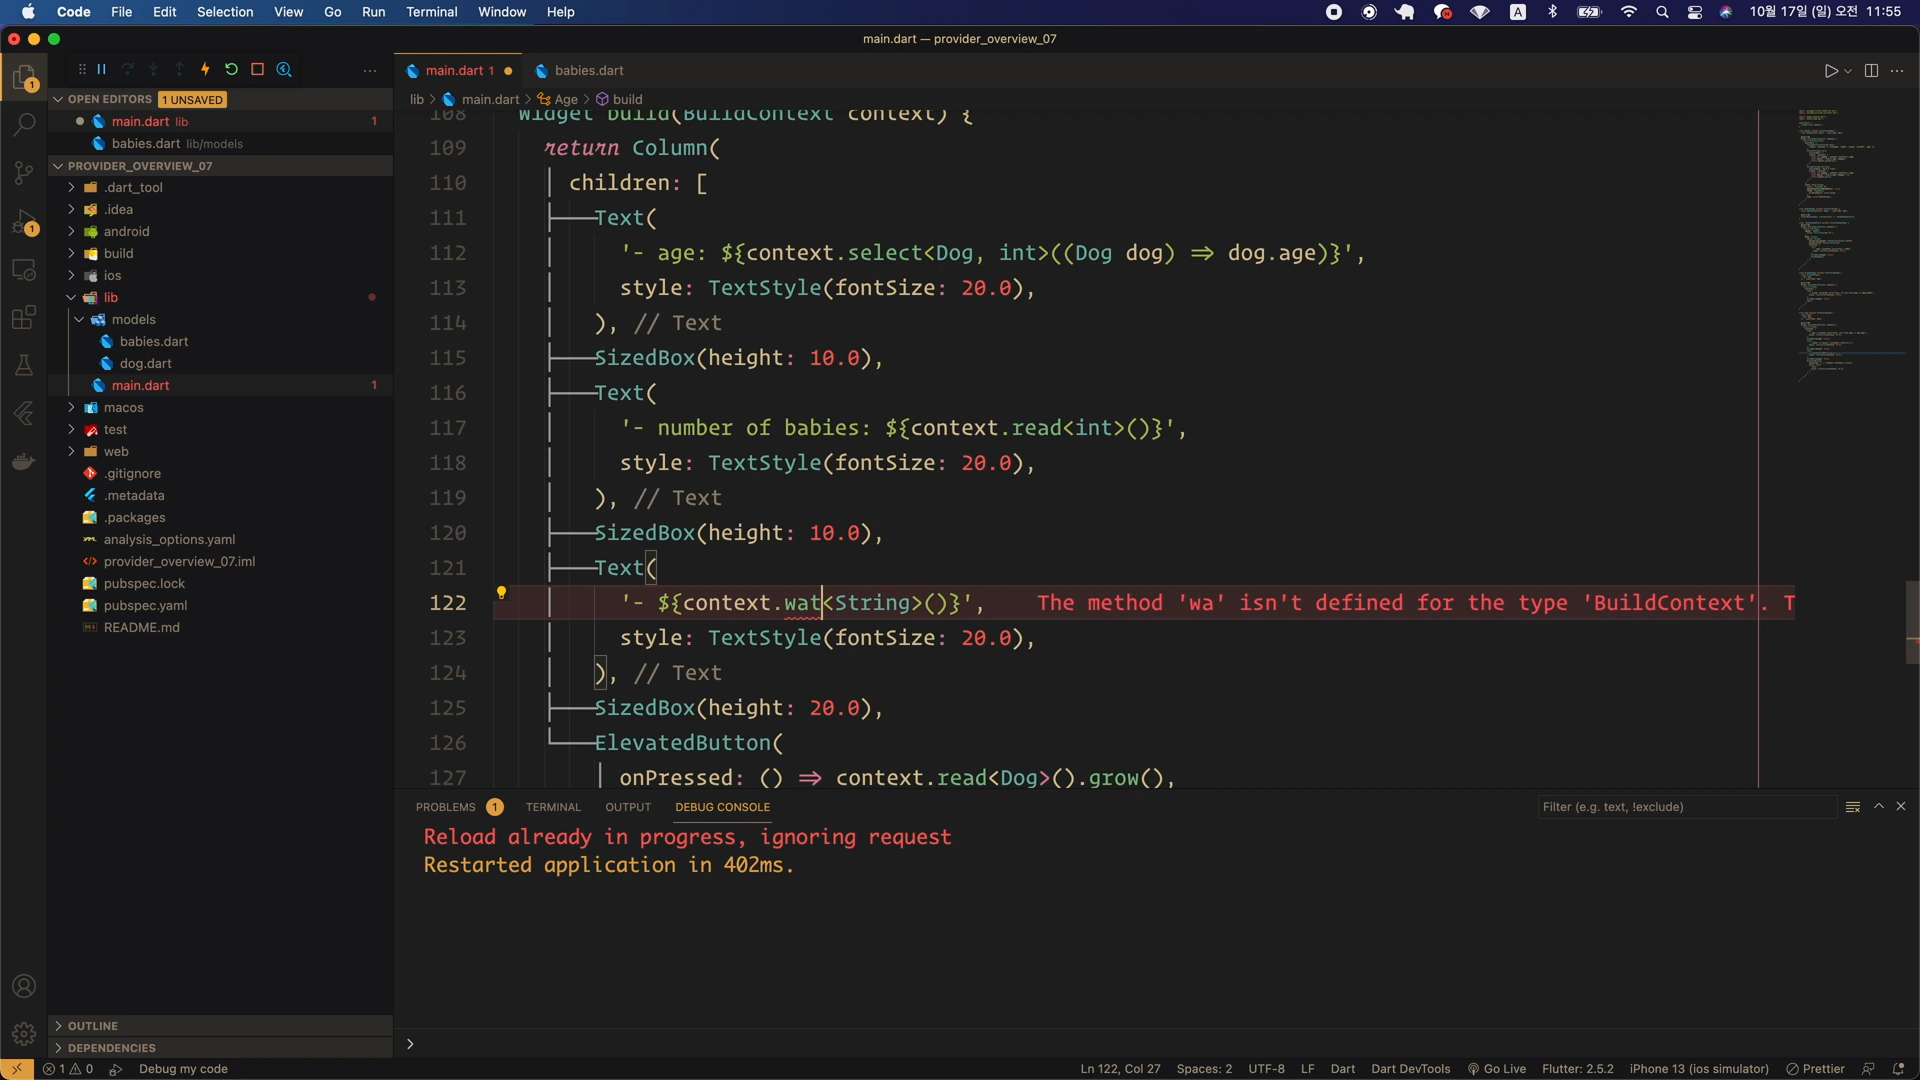 Code File Edit Selection View Go Run Terminal Window Help
A
10월 17일 (일) 오전 11:55
main.dart — provider_overview_07
main.dart 1
babies.dart
OPEN EDITORS 1 UNSAVED
main.dart lib 1
babies.dart lib/models
PROVIDER_OVERVIEW_07
.dart_tool
.idea
android
build
ios
lib
models
babies.dart
dog.dart
main.dart 1
macos
test
web
.gitignore
.metadata
.packages
analysis_options.yaml
provider_overview_07.iml
pubspec.lock
pubspec.yaml
README.md
OUTLINE
DEPENDENCIES
lib > main.dart > Age > build
108 Widget build(BuildContext context) {
109 return Column(
110 children: [
111 Text(
112 '- age: ${context.select<Dog, int>((Dog dog) => dog.age)}',
113 style: TextStyle(fontSize: 20.0),
114 ), // Text
115 SizedBox(height: 10.0),
116 Text(
117 '- number of babies: ${context.read<int>()}',
118 style: TextStyle(fontSize: 20.0),
119 ), // Text
120 SizedBox(height: 10.0),
121 Text(
122 '- ${context.wat<String>()}', The method 'wa' isn't defined for the type 'BuildContext'. T
123 style: TextStyle(fontSize: 20.0),
124 ), // Text
125 SizedBox(height: 20.0),
126 ElevatedButton(
127 onPressed: () => context.read<Dog>().grow(),
PROBLEMS 1 TERMINAL OUTPUT DEBUG CONSOLE
Filter (e.g. text, !exclude)
Reload already in progress, ignoring request
Restarted application in 402ms.
1 0 Debug my code
Ln 122, Col 27 Spaces: 2 UTF-8 LF Dart Dart DevTools Go Live Flutter: 2.5.2 iPhone 13 (ios simulator) Prettier